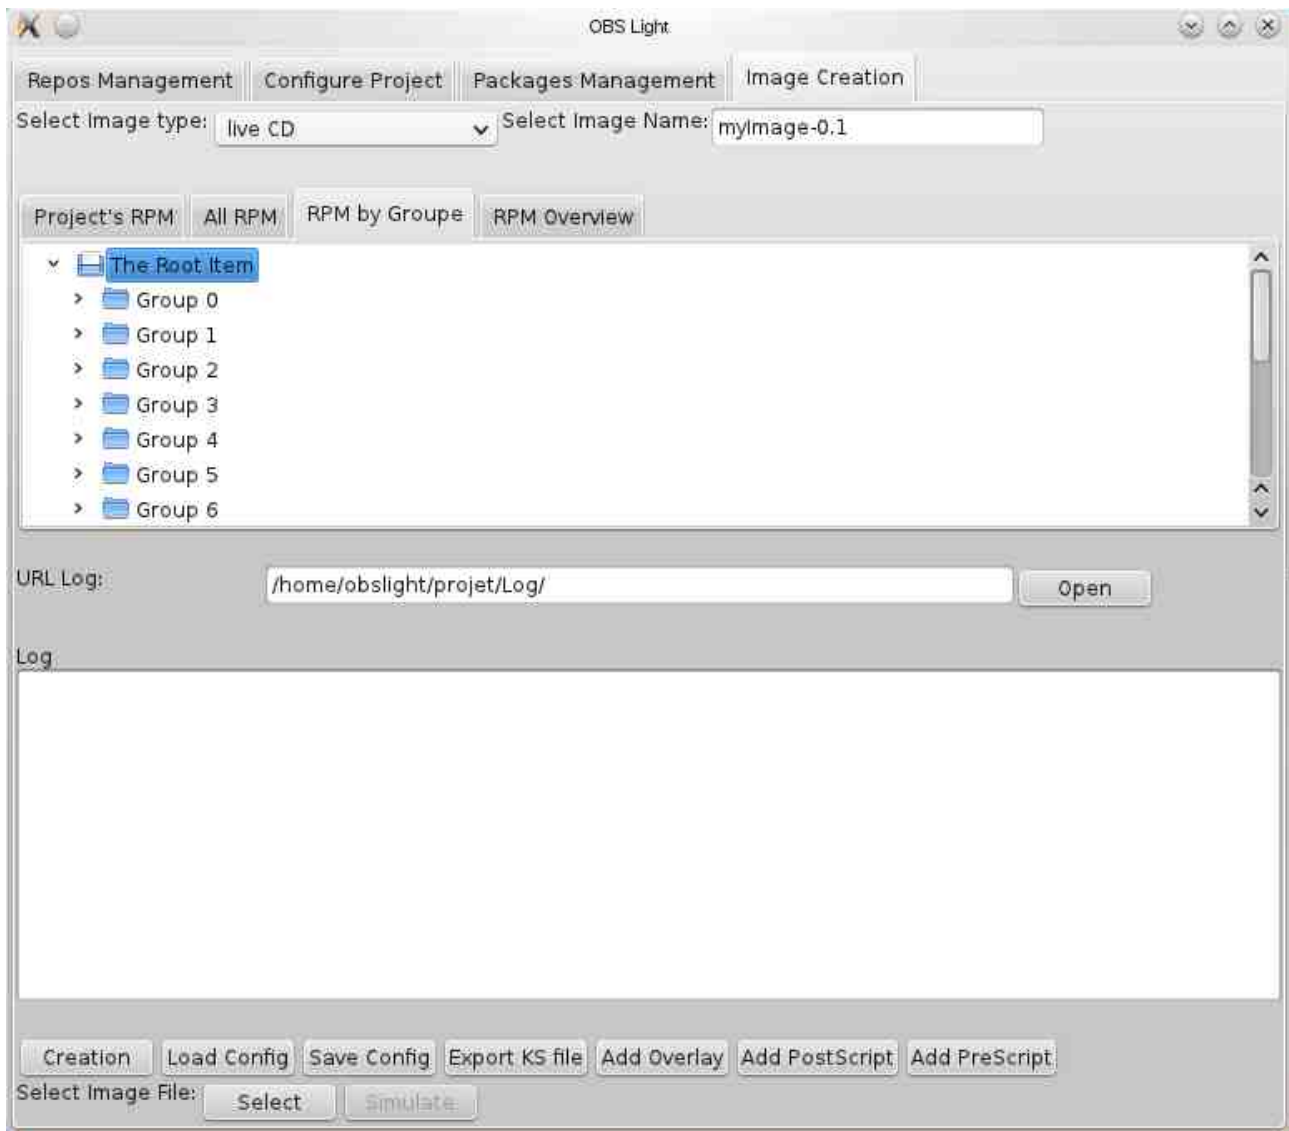 OBS Light
Repos Management Configure Project Packages Management Image Creation
Select Image type: live CD Select Image Name: myImage-0.1
Project's RPM All RPM RPM by Groupe RPM Overview
The Root Item
Group 0
Group 1
Group 2
Group 3
Group 4
Group 5
Group 6
URL Log: /home/obslight/projet/Log/ Open
Log
Creation Load Config Save Config Export KS file Add Overlay Add PostScript Add PreScript
Select Image File: Select Simulate